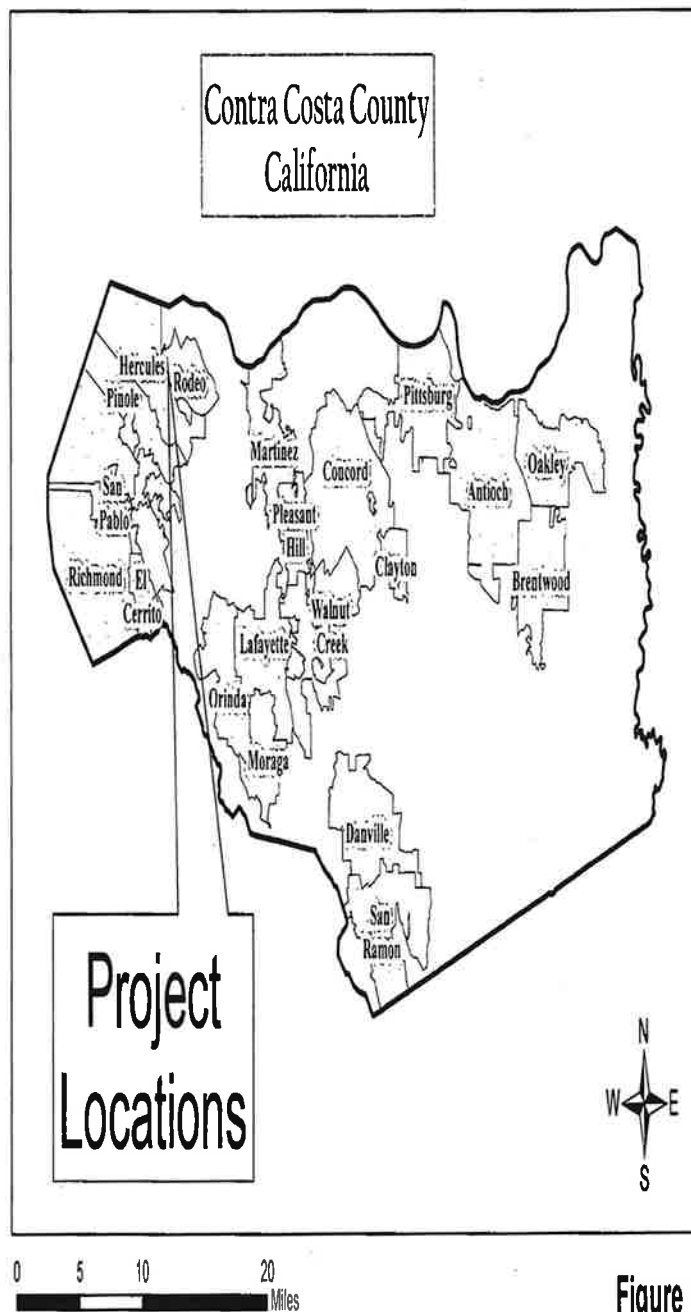 Contra Costa County
California
Hercules
Rodeo
Pinole
Pittsburg
Martinez
Concord
Oakley
San
Pablo
Antioch
Pleasant
Hill
Richmond
El
Cerrito
Clayton
Brentwood
Walnut
Creek
Lafayette
Orinda
Moraga
Danville
San
Ramon
Project
Locations
N
W E
S
0 5 10 20
Miles
Figure